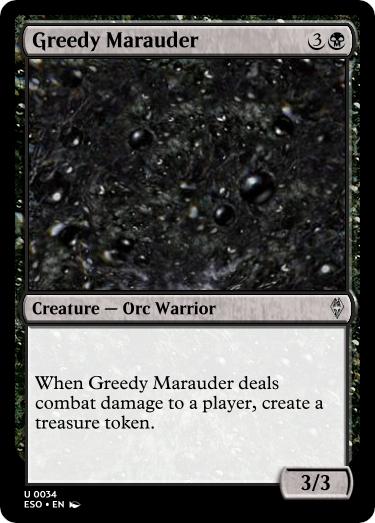 Greedy Marauder 3
Creature — Orc Warrior
When Greedy Marauder deals
combat damage to a player, create a
treasure token.
3/3
U 0034
ESO • EN